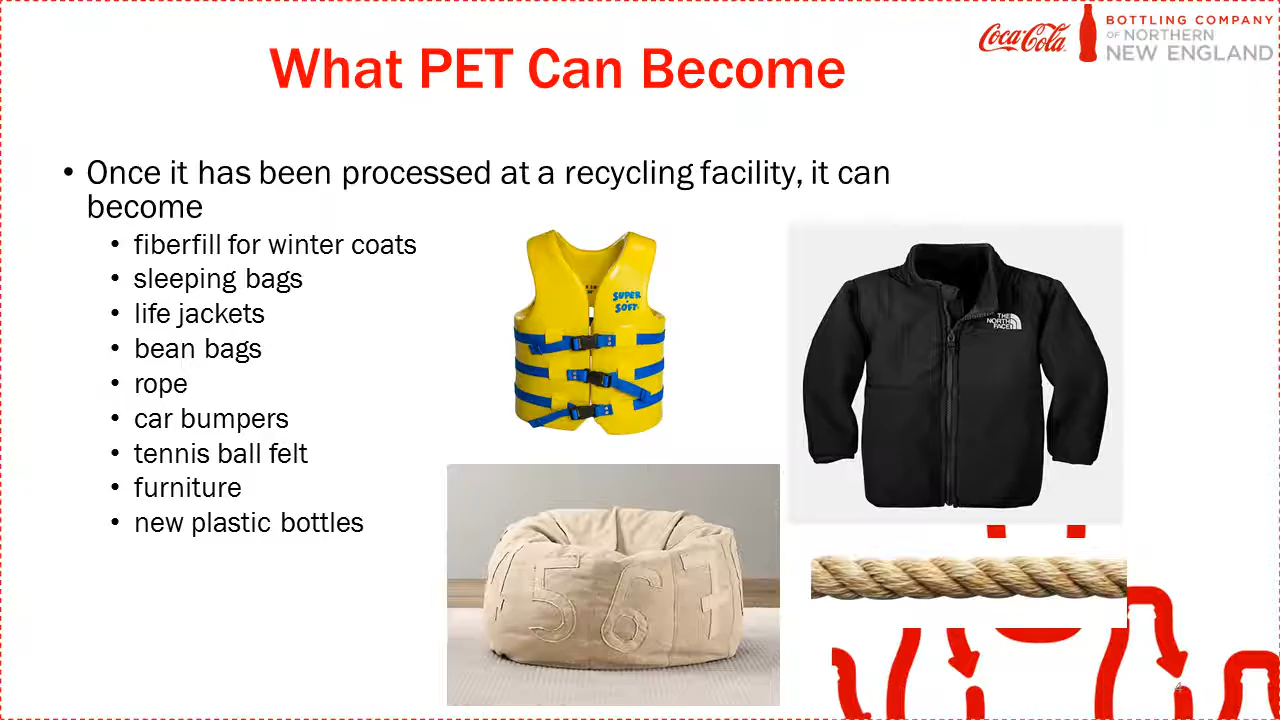 Coca-Cola
BOTTLING COMPANY
OF NORTHERN
NEW ENGLAND
What PET Can Become
• Once it has been processed at a recycling facility, it can
become
• fiberfill for winter coats
• sleeping bags
• life jackets
• bean bags
• rope
• car bumpers
• tennis ball felt
• furniture
• new plastic bottles
SUPER
SOFT
THE
NORTH
FACE
567
4